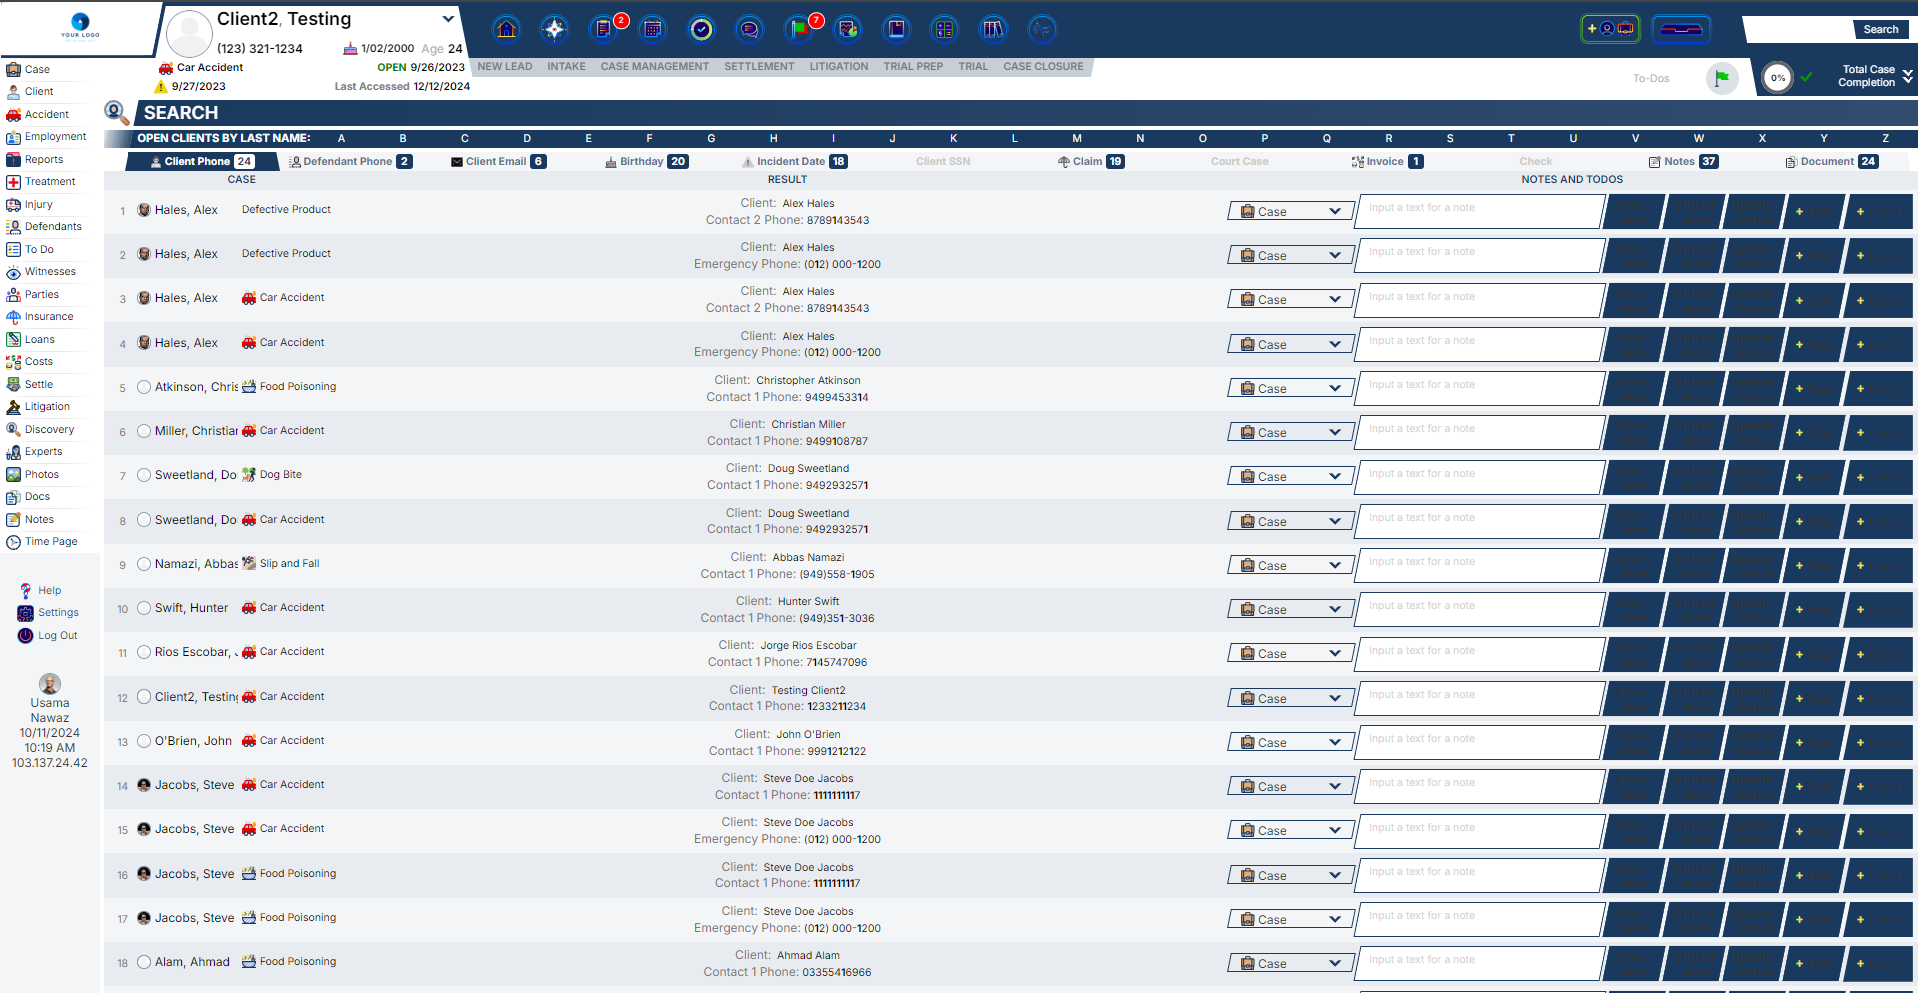 YOUR LOGO
Client2, Testing
(123) 321-1234
1/02/2000 Age 24
Car Accident
OPEN 9/26/2023
9/27/2023
Last Accessed 12/12/2024
2
7
NEW LEAD INTAKE CASE MANAGEMENT SETTLEMENT LITIGATION TRIAL PREP TRIAL CASE CLOSURE
Search
To-Dos
0%
Total Case
Completion
Case
Client
Accident
Employment
Reports
Treatment
Injury
Defendants
To Do
Witnesses
Parties
Insurance
Loans
Costs
Settle
Litigation
Discovery
Experts
Photos
Docs
Notes
Time Page
Help
Settings
Log Out
Usama
Nawaz
10/11/2024
10:19 AM
103.137.24.42
SEARCH
OPEN CLIENTS BY LAST NAME: A B C D E F G H I J K L M N O P Q R S T U V W X Y Z
Client Phone 24 Defendant Phone 2 Client Email 6 Birthday 20 Incident Date 18 Client SSN Claim 19 Court Case Invoice 1 Check Notes 37 Document 24
CASE RESULT NOTES AND TODOS
1 Hales, Alex Defective Product Client: Alex Hales Case Input a text for a note +  +
Contact 2 Phone: 8789143543
2 Hales, Alex Defective Product Client: Alex Hales Case Input a text for a note + +
Emergency Phone: (012) 000-1200
3 Hales, Alex Car Accident Client: Alex Hales Case Input a text for a note + +
Contact 2 Phone: 8789143543
4 Hales, Alex Car Accident Client: Alex Hales Case Input a text for a note + +
Emergency Phone: (012) 000-1200
5 Atkinson, Chris Food Poisoning Client: Christopher Atkinson Case Input a text for a note + +
Contact 1 Phone: 9499453314
6 Miller, Christian Car Accident Client: Christian Miller Case Input a text for a note + +
Contact 1 Phone: 9499108787
7 Sweetland, Do Dog Bite Client: Doug Sweetland Case Input a text for a note + +
Contact 1 Phone: 9492932571
8 Sweetland, Do Car Accident Client: Doug Sweetland Case Input a text for a note + +
Contact 1 Phone: 9492932571
9 Namazi, Abbas Slip and Fall Client: Abbas Namazi Case Input a text for a note + +
Contact 1 Phone: (949)558-1905
10 Swift, Hunter Car Accident Client: Hunter Swift Case Input a text for a note + +
Contact 1 Phone: (949)351-3036
11 Rios Escobar, J Car Accident Client: Jorge Rios Escobar Case Input a text for a note + +
Contact 1 Phone: 7145747096
12 Client2, Testing Car Accident Client: Testing Client2 Case Input a text for a note + +
Contact 1 Phone: 1233211234
13 O'Brien, John Car Accident Client: John O'Brien Case Input a text for a note + +
Contact 1 Phone: 9991212122
14 Jacobs, Steve Car Accident Client: Steve Doe Jacobs Case Input a text for a note + +
Contact 1 Phone: 1111111117
15 Jacobs, Steve Car Accident Client: Steve Doe Jacobs Case Input a text for a note + +
Emergency Phone: (012) 000-1200
16 Jacobs, Steve Food Poisoning Client: Steve Doe Jacobs Case Input a text for a note + +
Contact 1 Phone: 1111111117
17 Jacobs, Steve Food Poisoning Client: Steve Doe Jacobs Case Input a text for a note + +
Emergency Phone: (012) 000-1200
18 Alam, Ahmad Food Poisoning Client: Ahmad Alam Case Input a text for a note + +
Contact 1 Phone: 03355416966